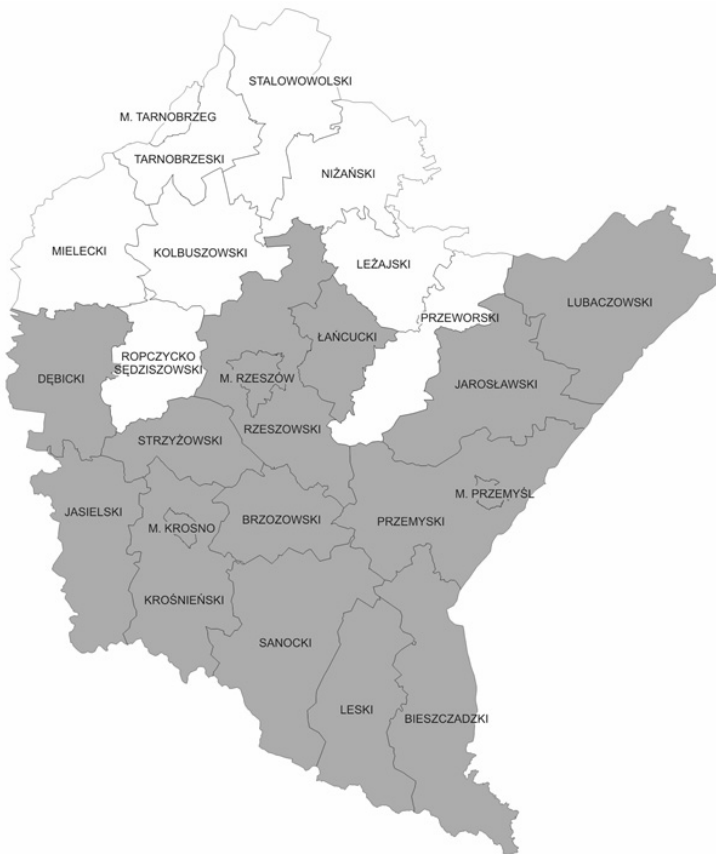 STALOWOWOLSKI
M. TARNOBRZEG
TARNOBRZESKI
NIŻAŃSKI
MIELECKI
KOLBUSZOWSKI
LEŻAJSKI
LUBACZOWSKI
PRZEWORSKI
ŁAŃCUCKI
ROPCZYCKO
SĘDZISZOWSKI
DĘBICKI
M. RZESZÓW
JAROSŁAWSKI
RZESZOWSKI
STRZYŻOWSKI
M. PRZEMYŚL
JASIELSKI
M. KROSNO
BRZOZOWSKI
PRZEMYSKI
KROŚNIEŃSKI
SANOCKI
LESKI
BIESZCZADZKI